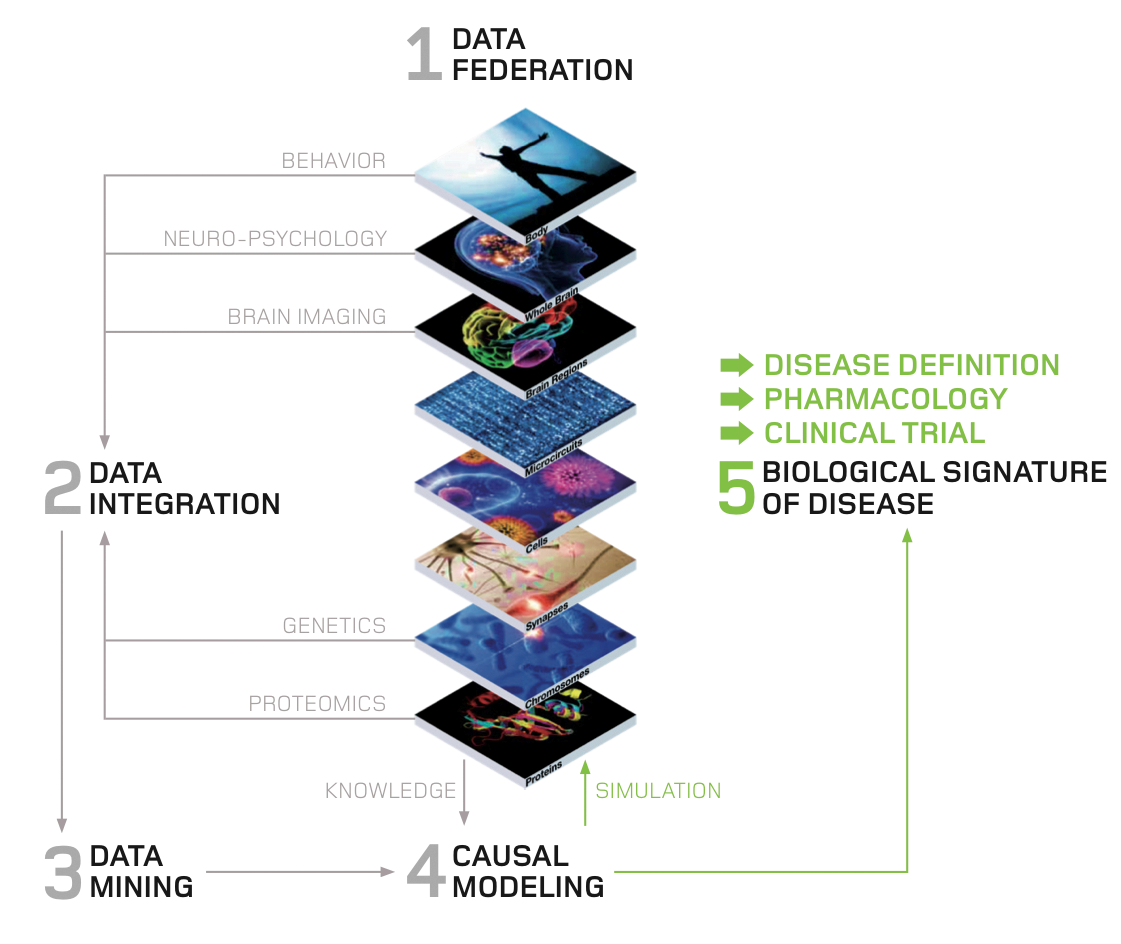 1 DATA
FEDERATION
BEHAVIOR
Body
NEURO-PSYCHOLOGY
Whole Brain
BRAIN IMAGING
Brain Regions
Microcircuits
Cells
Synapses
GENETICS
Chromosomes
PROTEOMICS
Proteins
2 DATA
INTEGRATION
DISEASE DEFINITION
PHARMACOLOGY
CLINICAL TRIAL
5 BIOLOGICAL SIGNATURE
OF DISEASE
KNOWLEDGE
SIMULATION
3 DATA
MINING
4 CAUSAL
MODELING